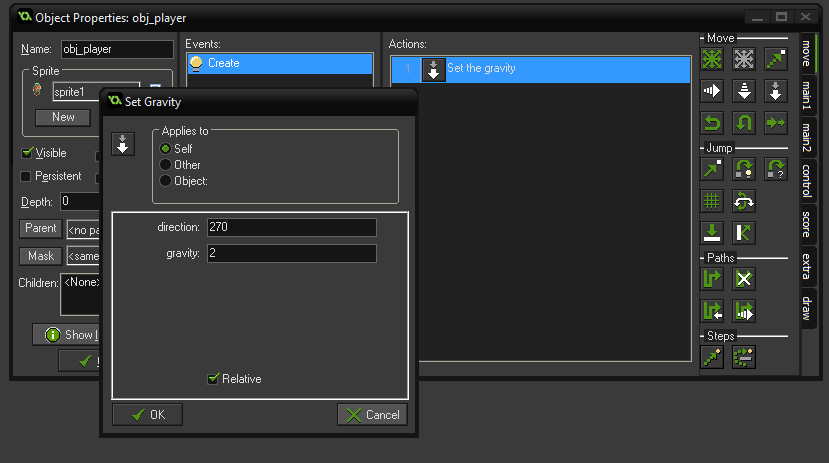 Object Properties: obj_player
Name: obj_player
Sprite
sprite1
New
Visible
Persistent
Depth: 0
Parent <no pa
Mask <same
Children: <None>
Show I
Events:
Create
Actions:
1 Set the gravity
Set Gravity
Applies to
Self
Other
Object:
direction: 270
gravity: 2
Relative
OK Cancel
Move
Jump
?
Paths
Steps
move
main1
main2
control
score
extra
draw